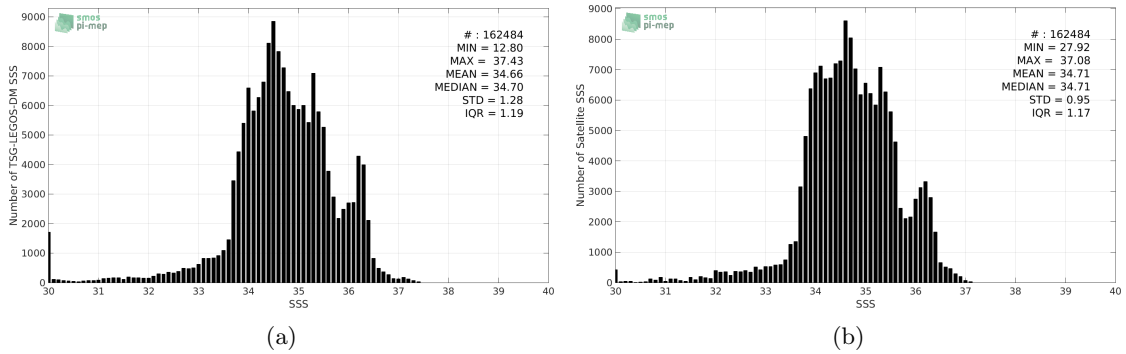 smos
pi-mep
# : 162484
MIN = 12.80
MAX = 37.43
MEAN = 34.66
MEDIAN = 34.70
STD = 1.28
IQR = 1.19
Number of TSG-LEGOS-DM SSS
9000
8000
7000
6000
5000
4000
3000
2000
1000
0
30 31 32 33 34 35 36 37 38 39 40
SSS
(a)
smos
pi-mep
# : 162484
MIN = 27.92
MAX = 37.08
MEAN = 34.71
MEDIAN = 34.71
STD = 0.95
IQR = 1.17
Number of Satellite SSS
9000
8000
7000
6000
5000
4000
3000
2000
1000
0
30 31 32 33 34 35 36 37 38 39 40
SSS
(b)